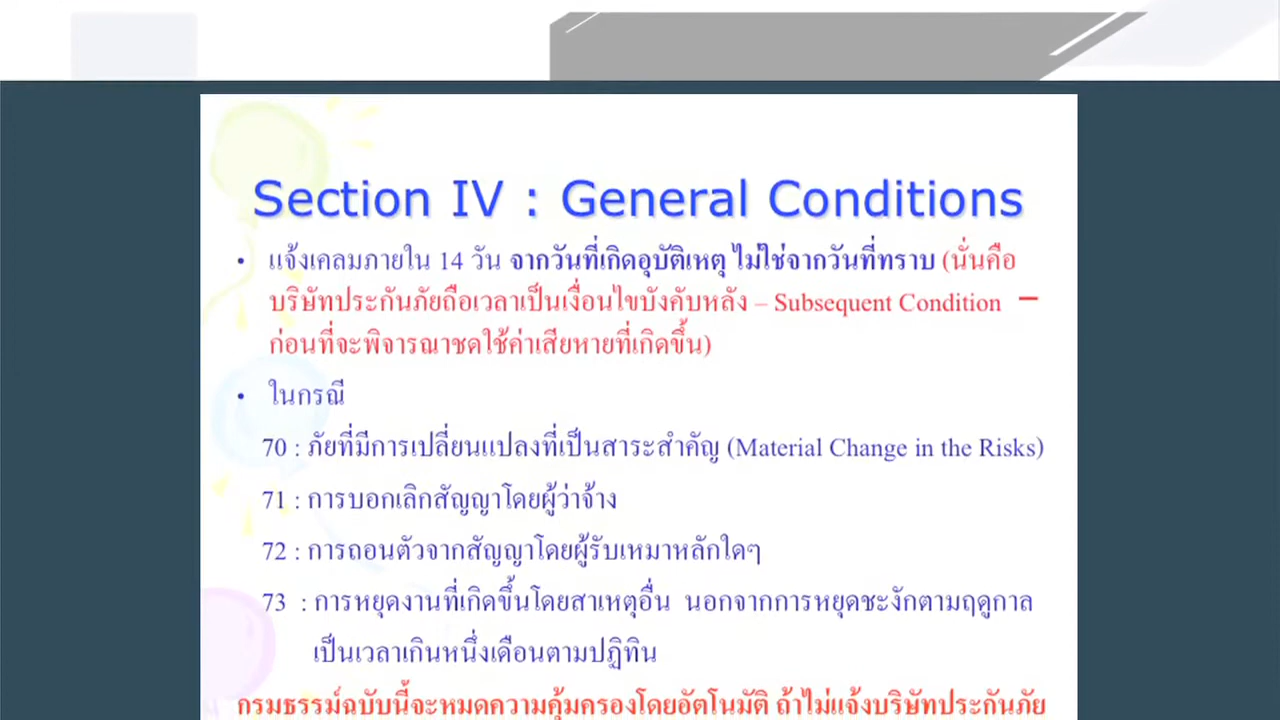 Section IV : General Conditions
• แจ้งเคลมภายใน 14 วัน จากวันที่เกิดอุบัติเหตุ ไม่ใช่จากวันที่ทราบ (นั่นคือ
บริษัทประกันภัยถือเวลาเป็นเงื่อนไขบังคับหลัง – Subsequent Condition –
ก่อนที่จะพิจารณาชดใช้ค่าเสียหายที่เกิดขึ้น)
• ในกรณี
70 : ภัยที่มีการเปลี่ยนแปลงที่เป็นสาระสำคัญ (Material Change in the Risks)
71 : การบอกเลิกสัญญาโดยผู้ว่าจ้าง
72 : การถอนตัวจากสัญญาโดยผู้รับเหมาหลักใดๆ
73 : การหยุดงานที่เกิดขึ้นโดยสาเหตุอื่น นอกจากการหยุดชะงักตามฤดูกาล
เป็นเวลาเกินหนึ่งเดือนตามปฏิทิน
กรมธรรม์ฉบับนี้จะหมดความคุ้มครองโดยอัตโนมัติ ถ้าไม่แจ้งบริษัทประกันภัย